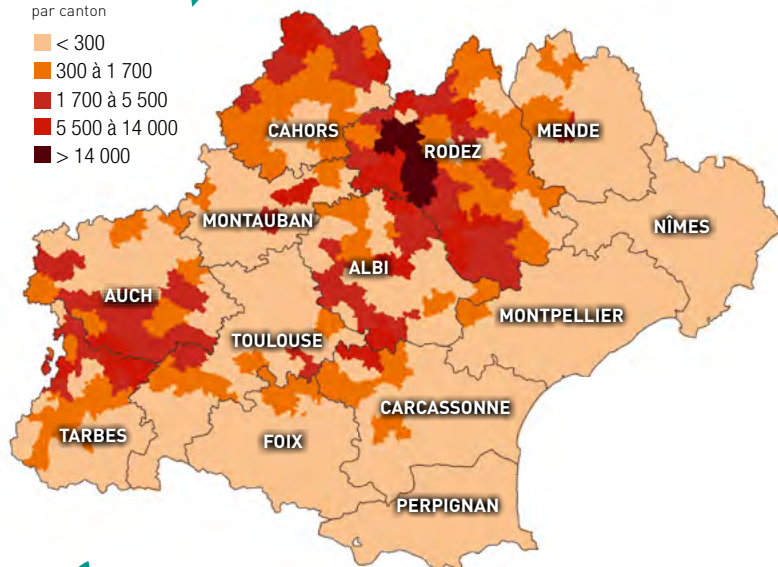 par canton
< 300
300 à 1 700
1 700 à 5 500
5 500 à 14 000
> 14 000
CAHORS
RODEZ
MENDE
MONTAUBAN
NÎMES
ALBI
AUCH
MONTPELLIER
TOULOUSE
CARCASSONNE
TARBES
FOIX
PERPIGNAN